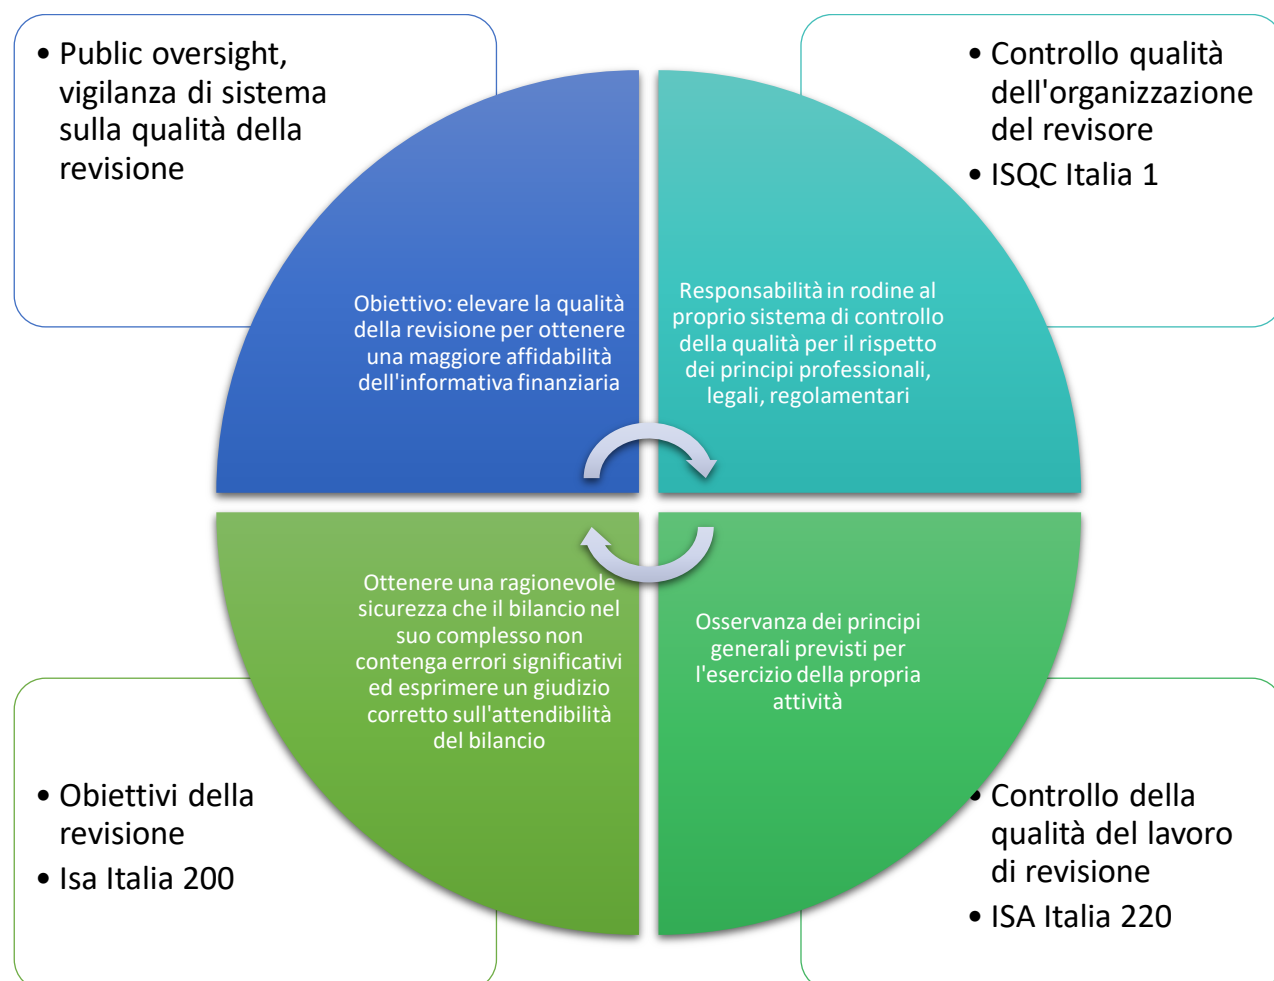 • Public oversight,
vigilanza di sistema
sulla qualità della
revisione
Obiettivo: elevare la qualità
della revisione per ottenere
una maggiore affidabilità
dell'informativa finanziaria
• Controllo qualità
dell'organizzazione
del revisore
• ISQC Italia 1
Responsabilità in rodine al
proprio sistema di controllo
della qualità per il rispetto
dei principi professionali,
legali, regolamentari
Ottenere una ragionevole
sicurezza che il bilancio nel
suo complesso non
contenga errori significativi
ed esprimere un giudizio
corretto sull'attendibilità
del bilancio
• Obiettivi della
revisione
• Isa Italia 200
Osservanza dei principi
generali previsti per
l'esercizio della propria
attività
• Controllo della
qualità del lavoro
di revisione
• ISA Italia 220